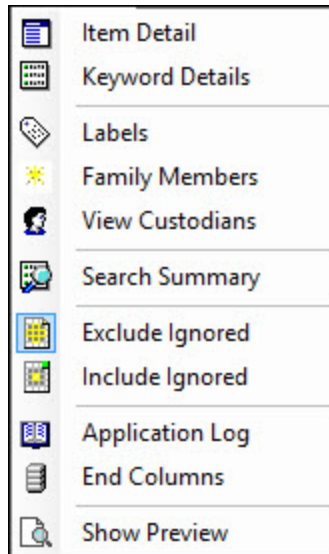 Item Detail
Keyword Details
Labels
Family Members
View Custodians
Search Summary
Exclude Ignored
Include Ignored
Application Log
End Columns
Show Preview